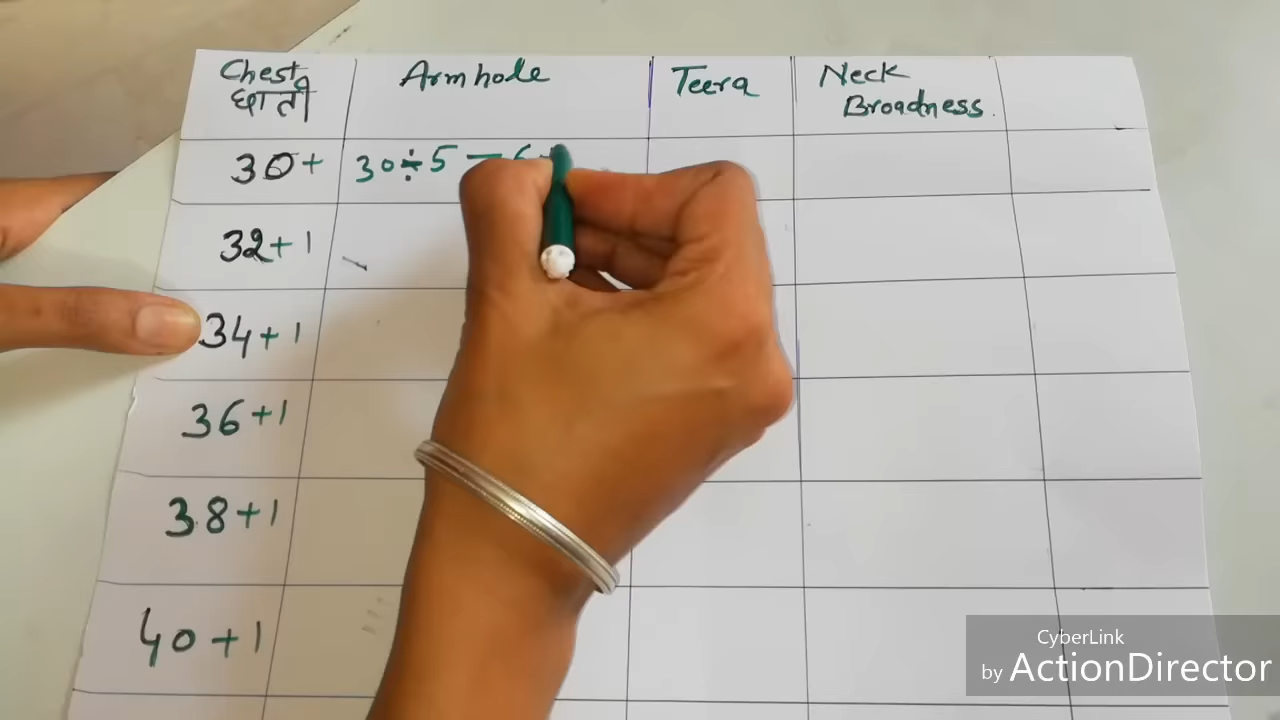 Chest
छाती
Armhole
Teera
Neck
Broadness.
30+
30÷5 = 6
32+1
34+1
36+1
38+1
40+1
CyberLink
by ActionDirector